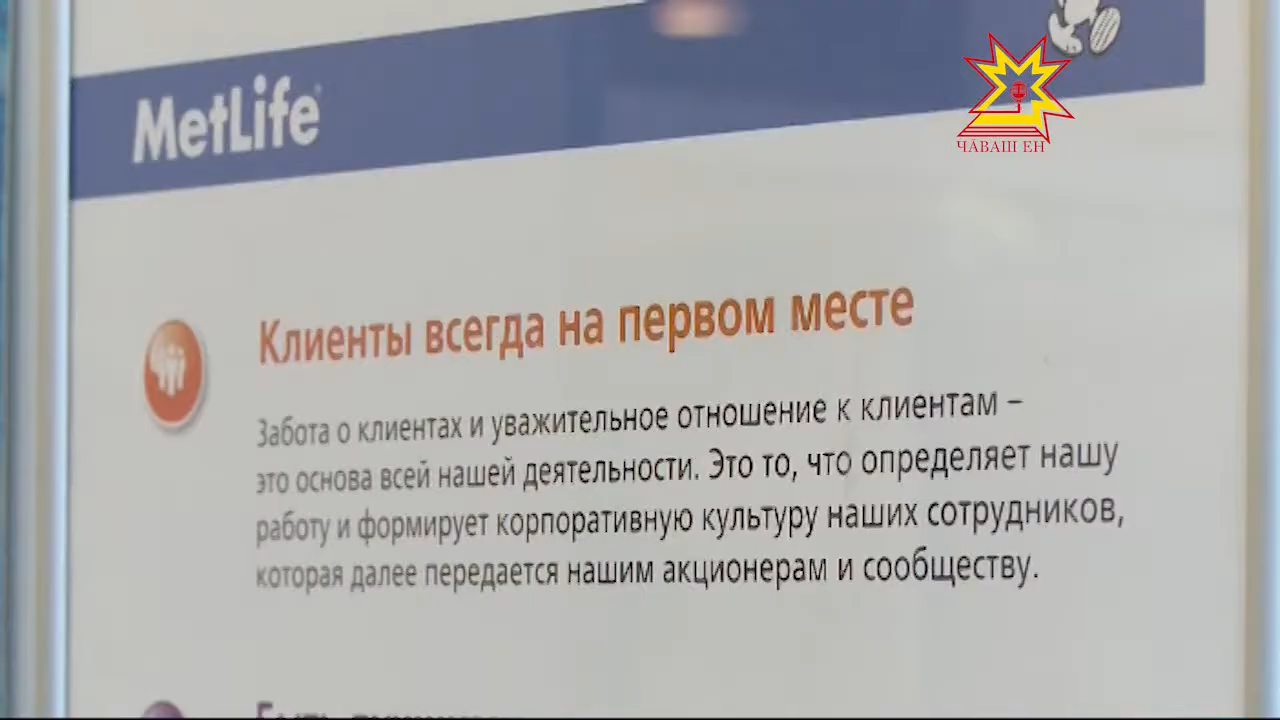 MetLife
ЧӐВАШ ЕН
Клиенты всегда на первом месте
Забота о клиентах и уважительное отношение к клиентам –
это основа всей нашей деятельности. Это то, что определяет нашу
работу и формирует корпоративную культуру наших сотрудников,
которая далее передается нашим акционерам и сообществу.